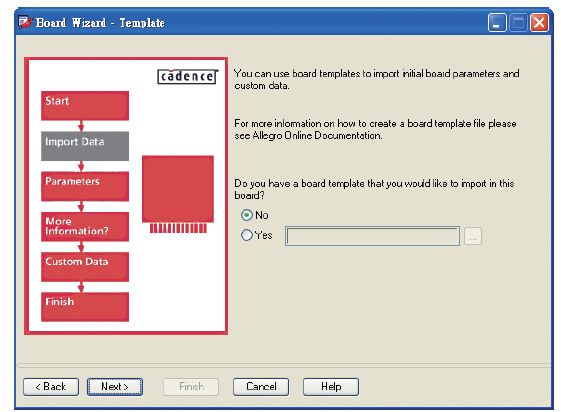 Board Wizard - Template
cadence
Start
Import Data
Parameters
More
Information?
Custom Data
Finish
You can use board templates to import initial board parameters and
custom data.
For more information on how to create a board template file please
see Allegro Online Documentation.
Do you have a board template that you would like to import in this
board?
No
Yes
...
< Back
Next >
Finish
Cancel
Help